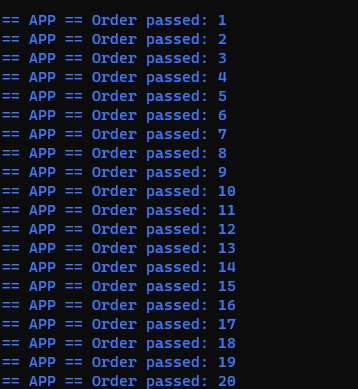 == APP == Order passed: 1
== APP == Order passed: 2
== APP == Order passed: 3
== APP == Order passed: 4
== APP == Order passed: 5
== APP == Order passed: 6
== APP == Order passed: 7
== APP == Order passed: 8
== APP == Order passed: 9
== APP == Order passed: 10
== APP == Order passed: 11
== APP == Order passed: 12
== APP == Order passed: 13
== APP == Order passed: 14
== APP == Order passed: 15
== APP == Order passed: 16
== APP == Order passed: 17
== APP == Order passed: 18
== APP == Order passed: 19
== APP == Order passed: 20